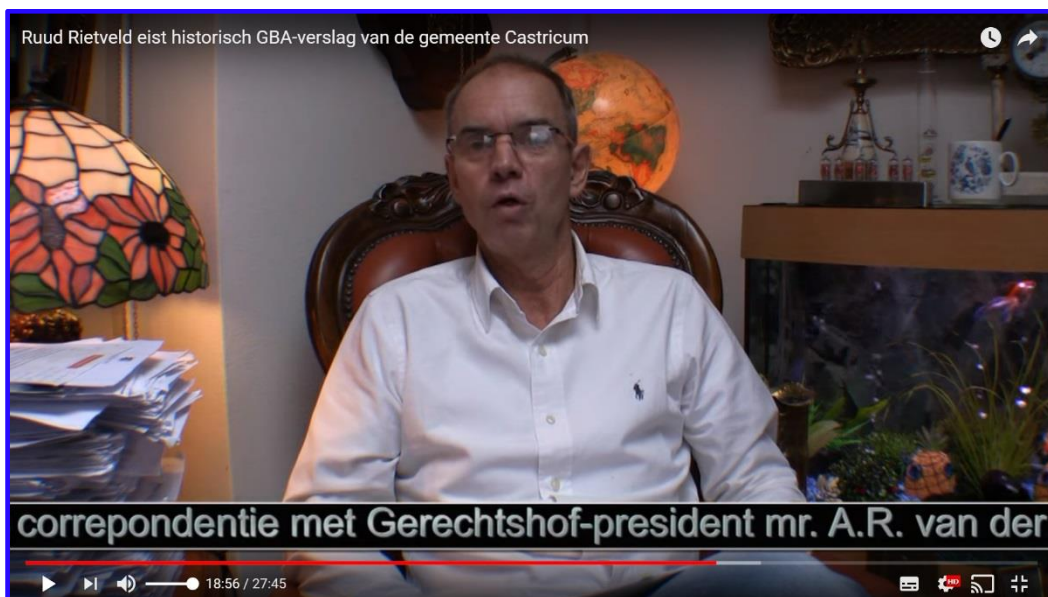 Ruud Rietveld eist historisch GBA-verslag van de gemeente Castricum
correpondentie met Gerechtshof-president mr. A.R. van der
18:56 / 27:45
HD